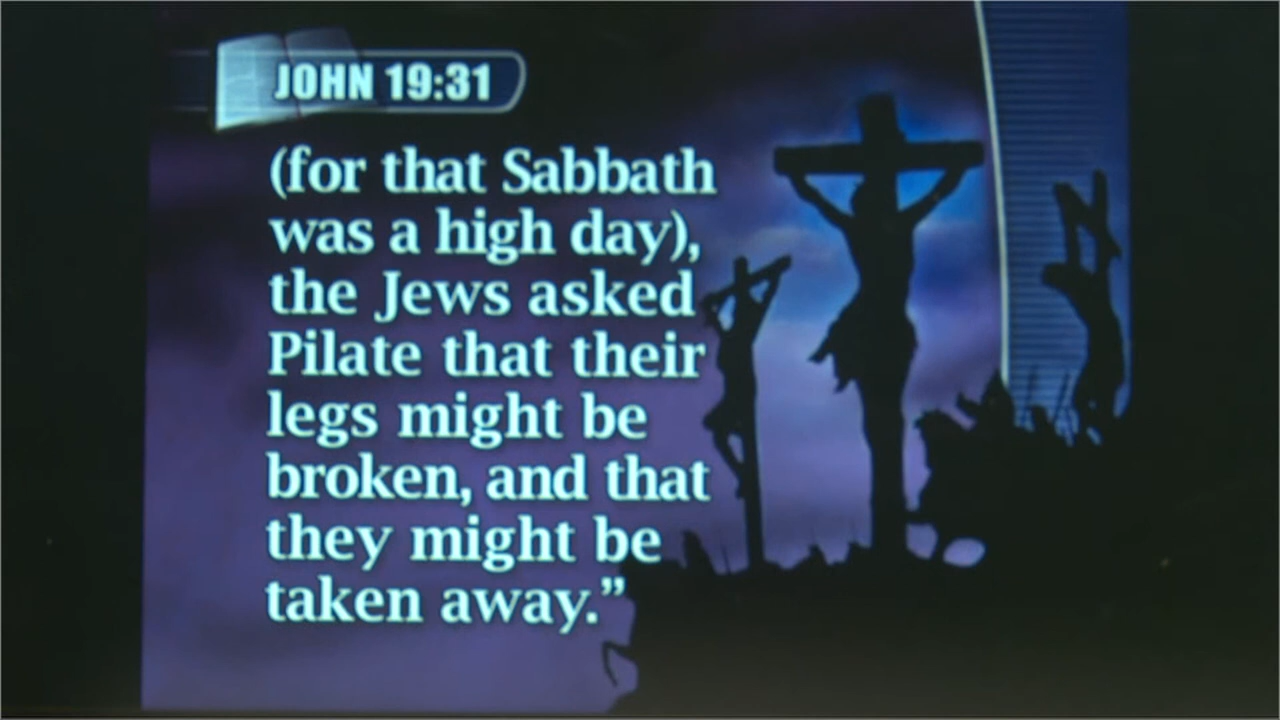 JOHN 19:31
(for that Sabbath
was a high day),
the Jews asked
Pilate that their
legs might be
broken, and that
they might be
taken away.”